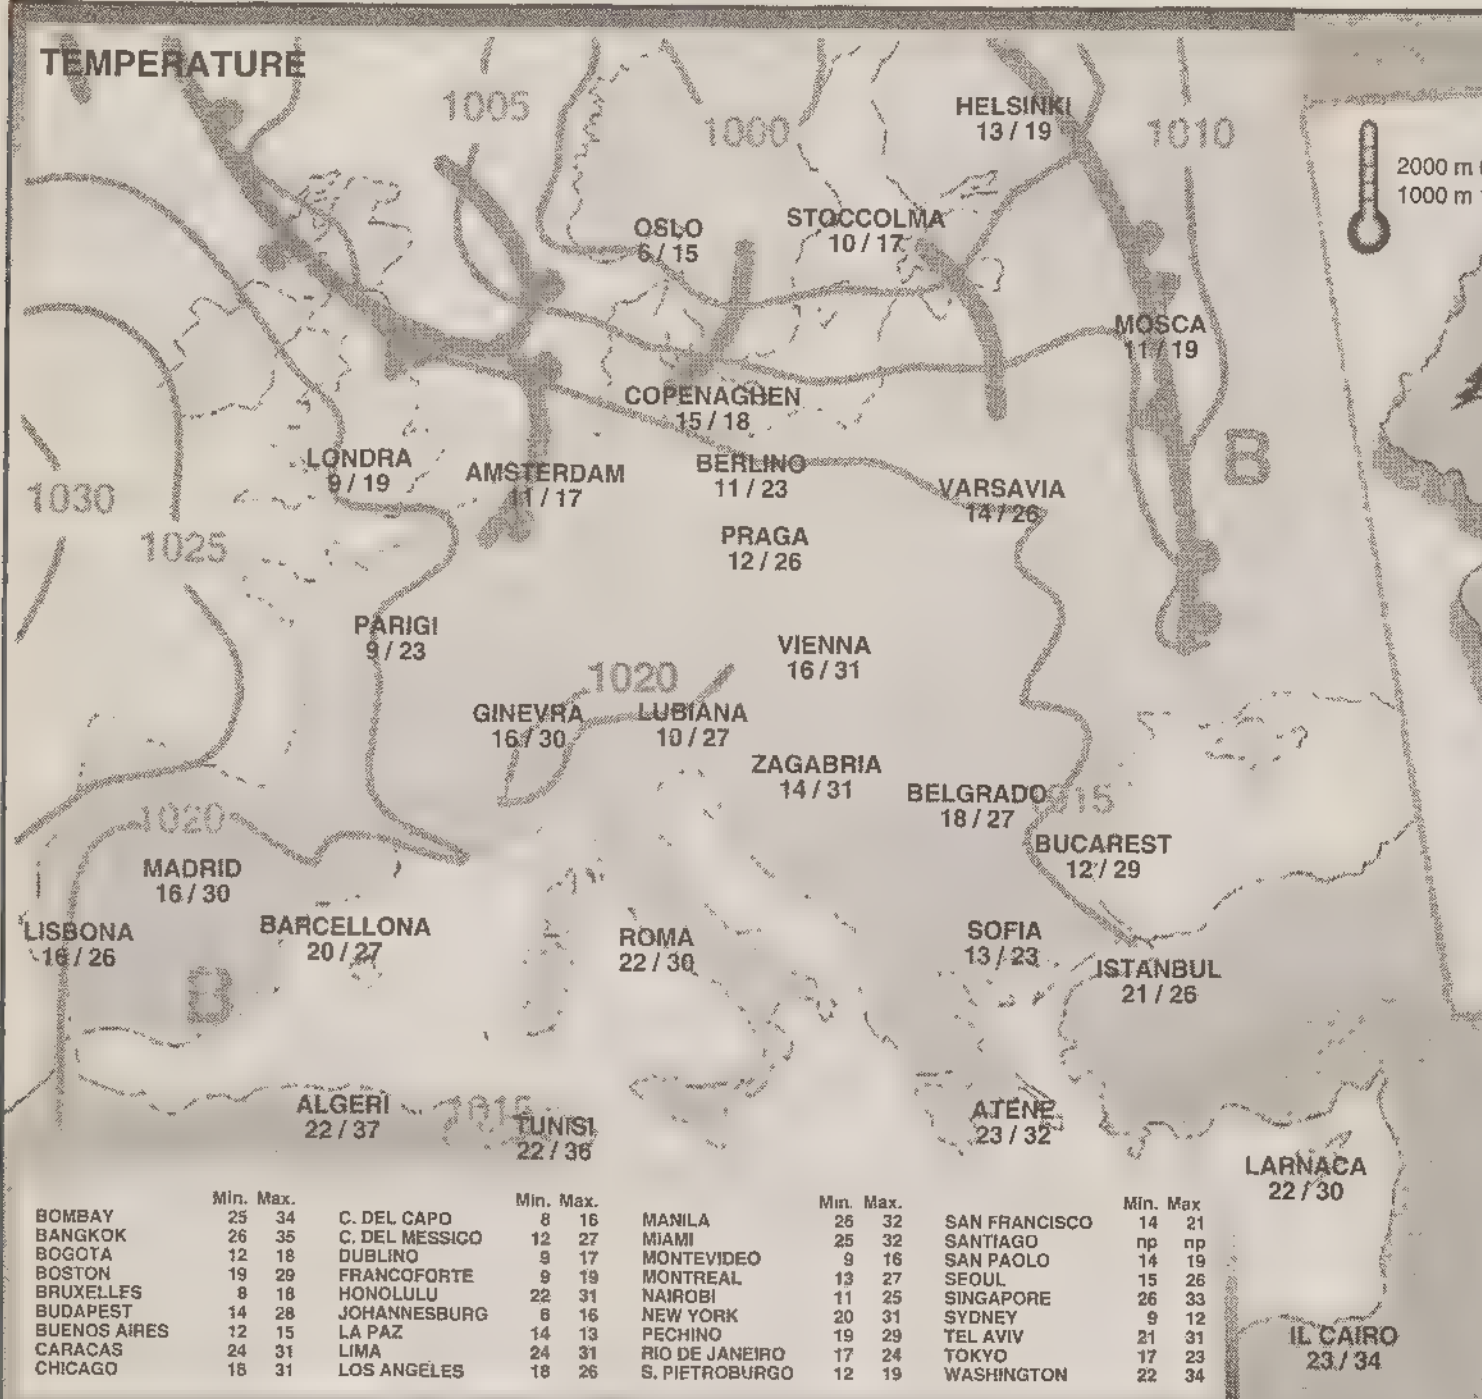 TEMPERATURE
1005
1000
1010
HELSINKI
13 / 19
2000 m
1000 m
OSLO
6 / 15
STOCCOLMA
10 / 17
MOSCA
11 / 19
COPENAGHEN
15 / 18
LONDRA
9 / 19
AMSTERDAM
11 / 17
BERLINO
11 / 23
VARSAVIA
14 / 26
B
1030
1025
PRAGA
12 / 26
PARIGI
9 / 23
VIENNA
16 / 31
1020
GINEVRA
16 / 30
LUBIANA
10 / 27
ZAGABRIA
14 / 31
BELGRADO
18 / 27
1020
BUCAREST
12 / 29
MADRID
16 / 30
LISBONA
16 / 26
BARCELLONA
20 / 27
ROMA
22 / 30
SOFIA
13 / 23
ISTANBUL
21 / 26
B
ALGERI
22 / 37
1015
TUNISI
22 / 36
ATENE
23 / 32
LARNACA
22 / 30
Min. Max. Min. Max. Min. Max. Min. Max
BOMBAY 25 34 C. DEL CAPO 8 16 MANILA 26 32 SAN FRANCISCO 14 21
BANGKOK 26 35 C. DEL MESSICO 12 27 MIAMI 25 32 SANTIAGO np np
BOGOTA 12 18 DUBLINO 9 17 MONTEVIDEO 9 16 SAN PAOLO 14 19
BOSTON 19 29 FRANCOFORTE 9 19 MONTREAL 13 27 SEOUL 15 26
BRUXELLES 8 18 HONOLULU 22 31 NAIROBI 11 25 SINGAPORE 26 33
BUDAPEST 14 28 JOHANNESBURG 6 16 NEW YORK 20 31 SYDNEY 9 12
BUENOS AIRES 12 15 LA PAZ 14 13 PECHINO 19 29 TEL AVIV 21 31
CARACAS 24 31 LIMA 24 31 RIO DE JANEIRO 17 24 TOKYO 17 23
CHICAGO 18 31 LOS ANGELES 18 26 S. PIETROBURGO 12 19 WASHINGTON 22 34
IL CAIRO
23 / 34